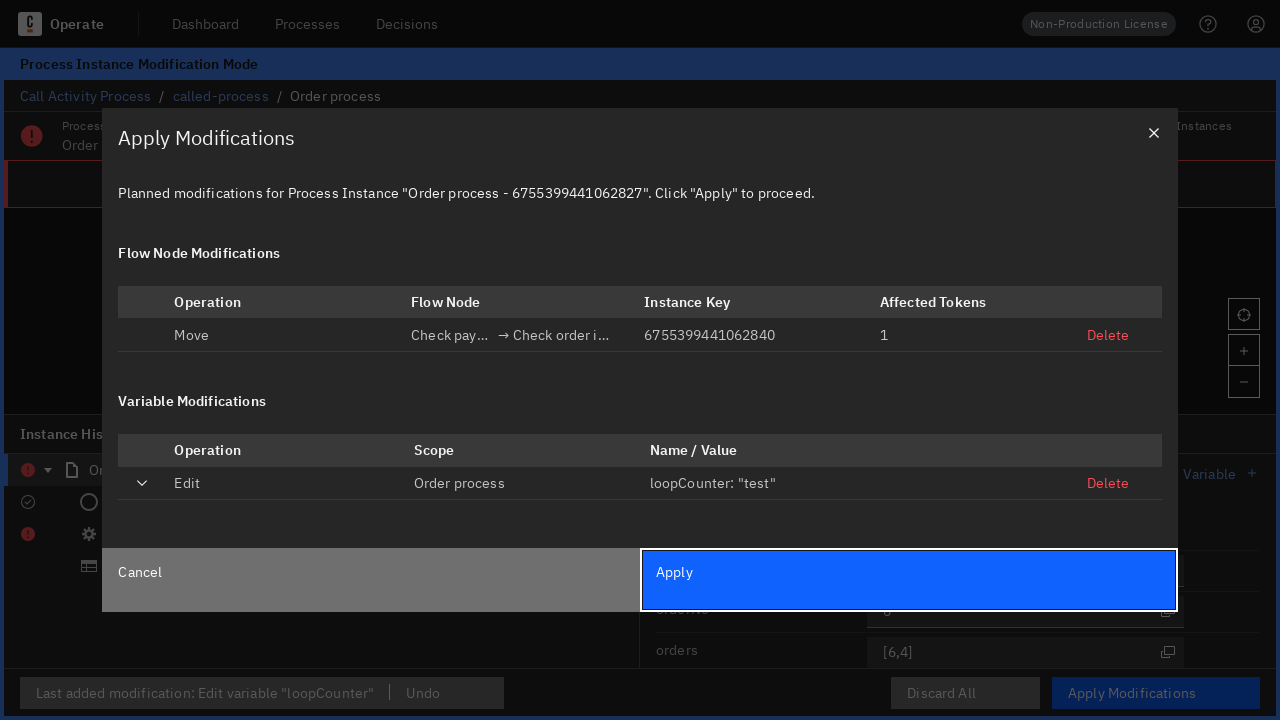 Operate Dashboard Processes Decisions Non-Production License
Process Instance Modification Mode
Call Activity Process / called-process / Order process
Apply Modifications
Instances
Order
Planned modifications for Process Instance "Order process - 6755399441062827". Click "Apply" to proceed.
Flow Node Modifications
Operation Flow Node Instance Key Affected Tokens
Move Check pay... → Check order i... 6755399441062840 1 Delete
Variable Modifications
Operation Scope Name / Value
Instance His
Edit Order process loopCounter: "test" Delete
Variable +
Cancel Apply
orders [6,4]
Last added modification: Edit variable "loopCounter" Undo Discard All Apply Modifications